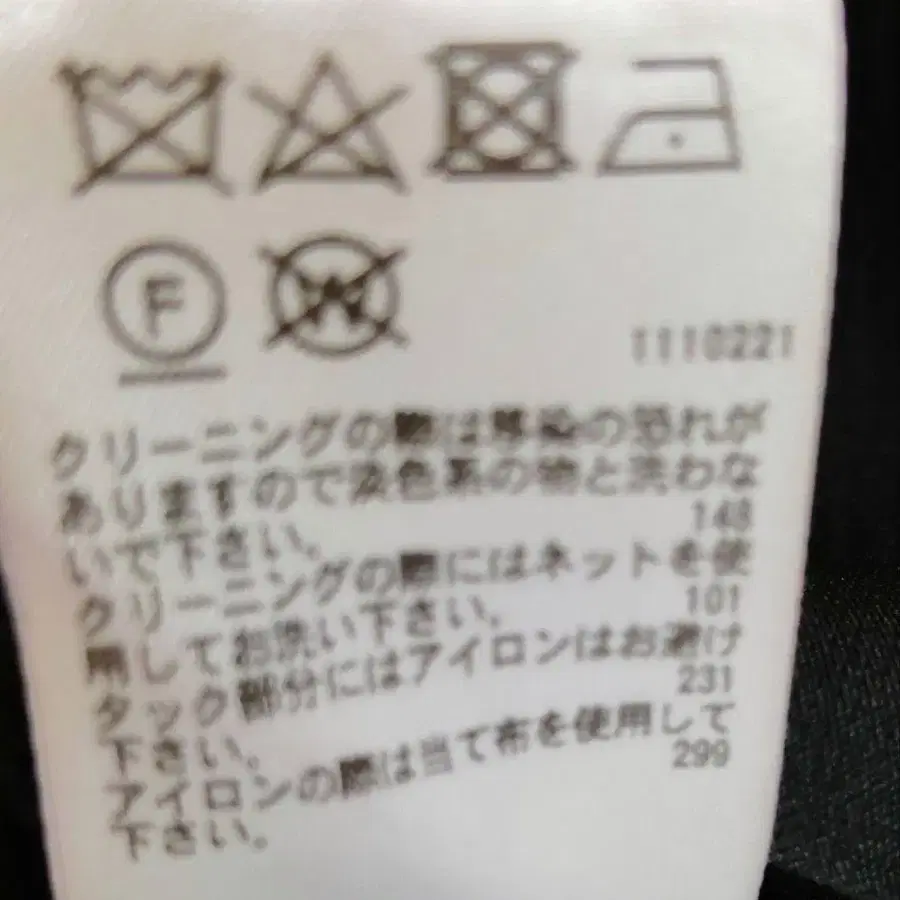 F
W
1110221
クリーニングの際は移染の恐れが
ありますので淡色系の物と洗わな
いで下さい。
148
クリーニングの際にはネットを使
用してお洗い下さい。
101
タック部分にはアイロンはお避け
下さい。
231
アイロンの際は当て布を使用して
下さい。
299